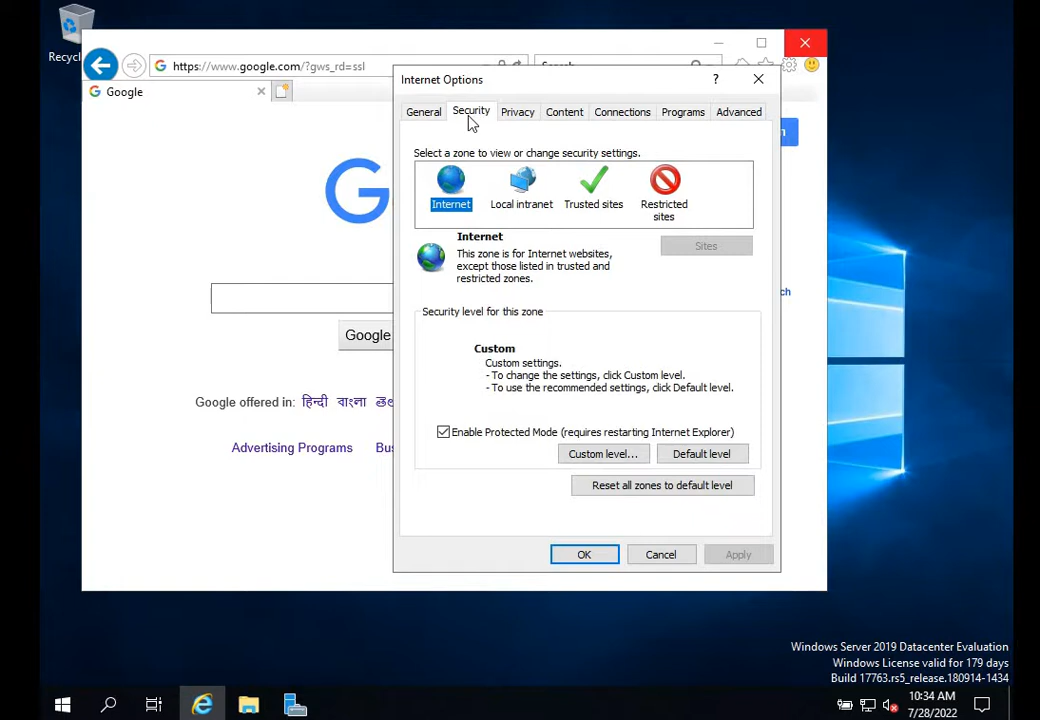 Recycl
https://www.google.com/?gws_rd=ssl
Google
Internet Options
?
General
Security
Privacy
Content
Connections
Programs
Advanced
Select a zone to view or change security settings.
Internet
Local intranet
Trusted sites
Restricted
sites
Internet
This zone is for Internet websites,
except those listed in trusted and
restricted zones.
Sites
Security level for this zone
Custom
Custom settings.
- To change the settings, click Custom level.
- To use the recommended settings, click Default level.
Enable Protected Mode (requires restarting Internet Explorer)
Custom level...
Default level
Reset all zones to default level
OK
Cancel
Apply
G
Google
Google offered in: हिन्दी বাংলা
Advertising Programs
Bus
Windows Server 2019 Datacenter Evaluation
Windows License valid for 179 days
Build 17763.rs5_release.180914-1434
10:34 AM
7/28/2022